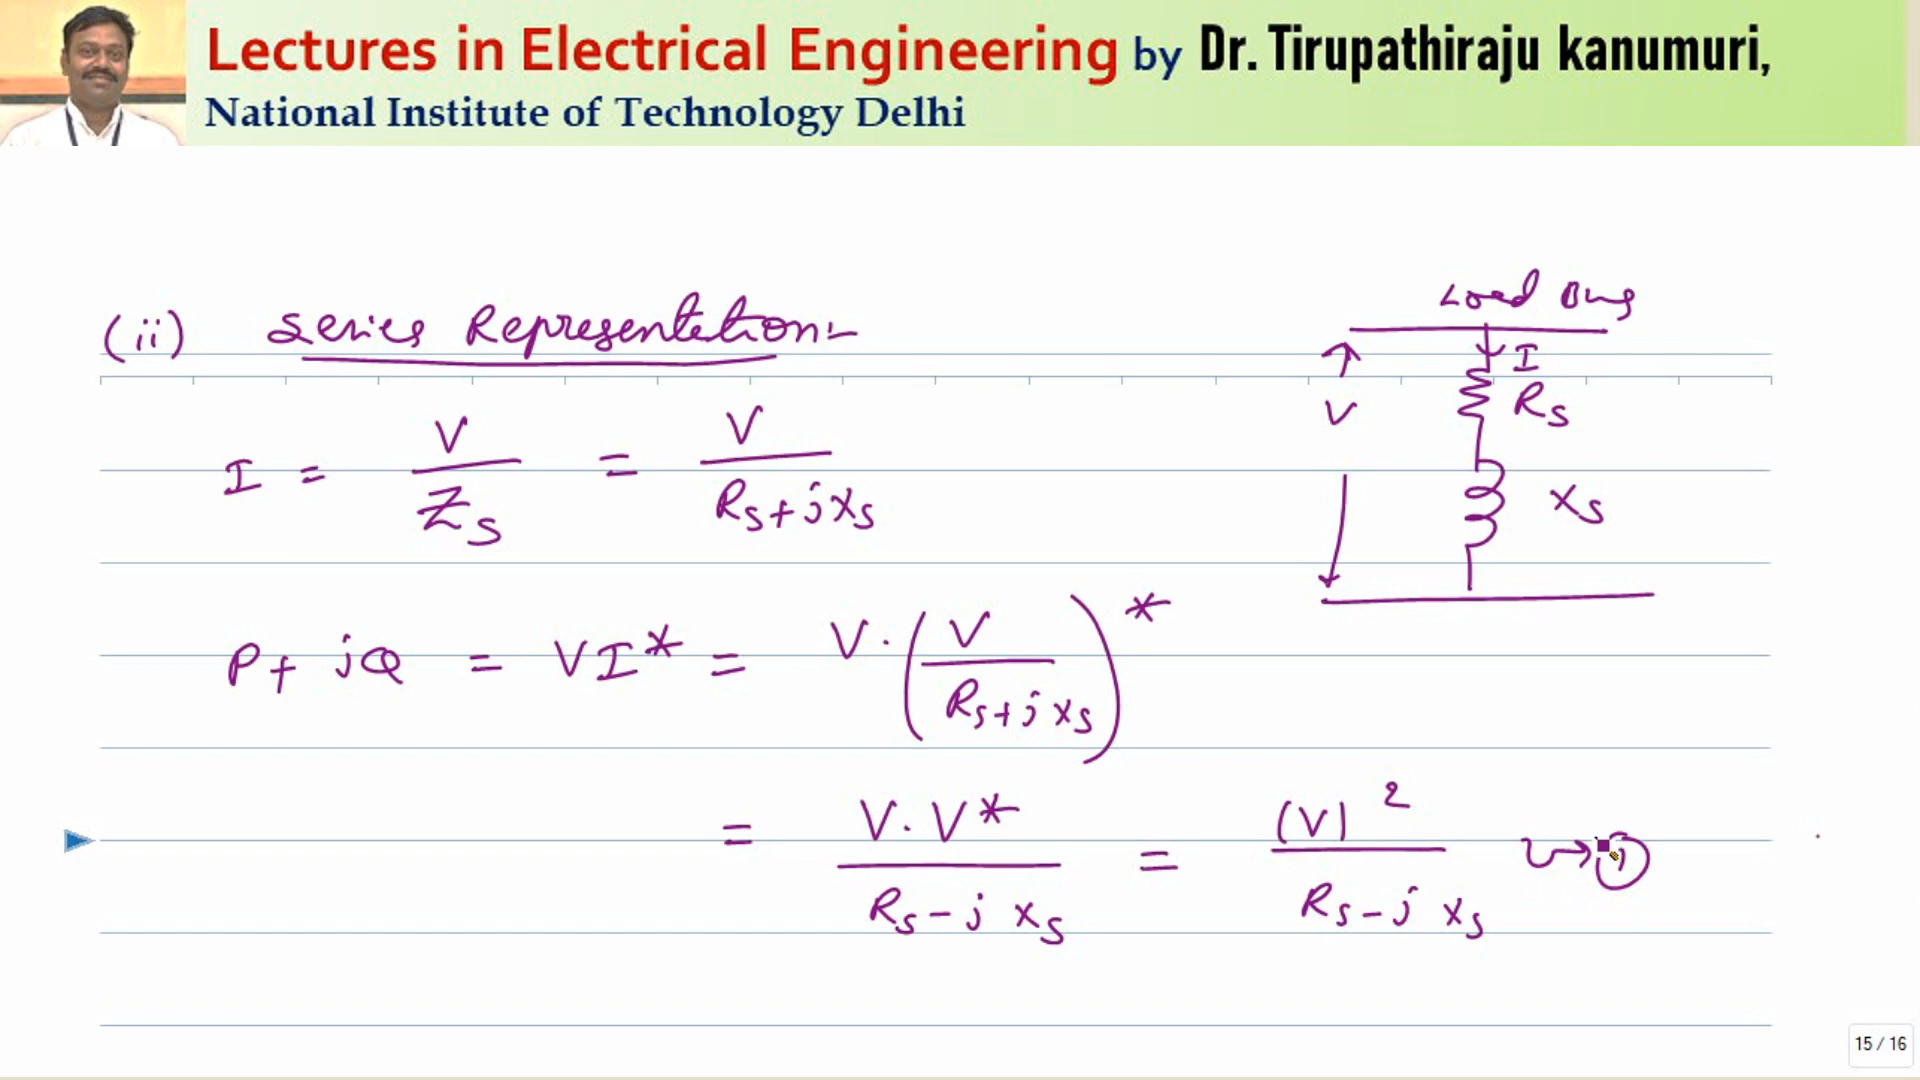 Lectures in Electrical Engineering by Dr. Tirupathiraju kanumuri,
National Institute of Technology Delhi
Load Bus
(ii) Series Representation:-
I
V
Rs
Xs
I = V/Zs = V/(Rs+jXs)
P+jQ = VI* = V·(V/(Rs+jXs))*
= V·V*/(Rs-jXs) = |V|²/(Rs-jXs) → ①
15 / 16